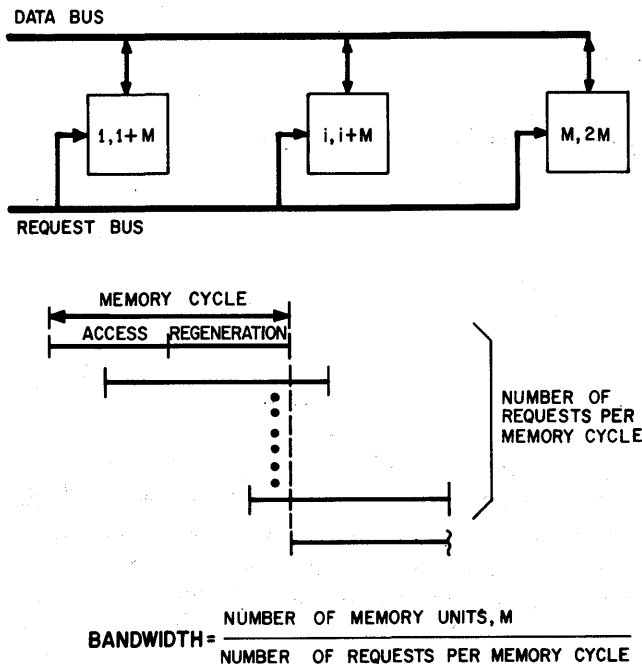 DATA BUS
1, 1+M
i, i+M
M, 2M
REQUEST BUS
MEMORY CYCLE
ACCESS
REGENERATION
NUMBER OF
REQUESTS PER
MEMORY CYCLE
BANDWIDTH =
NUMBER OF MEMORY UNITS, M
NUMBER OF REQUESTS PER MEMORY CYCLE